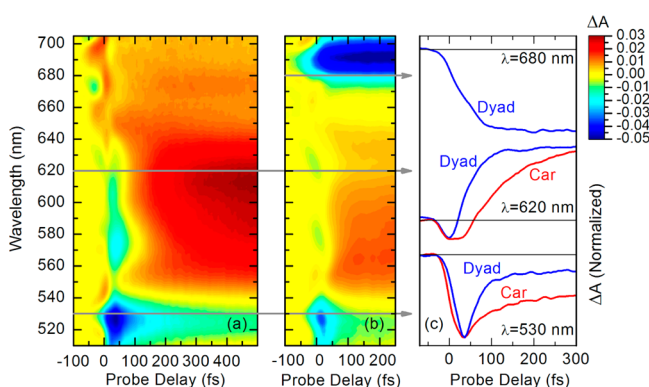 ΔA
0.03
0.02
0.01
0.00
-0.01
-0.02
-0.03
-0.04
-0.05
700
680
660
640
620
600
580
560
540
520
Wavelength (nm)
(a)
-100 0 100 200 300 400
Probe Delay (fs)
(b)
0 100 200
Probe Delay (fs)
λ=680 nm
Dyad
Dyad
Car
λ=620 nm
Dyad
Car
(c)
λ=530 nm
0 100 200 300
Probe Delay (fs)
ΔA (Normalized)